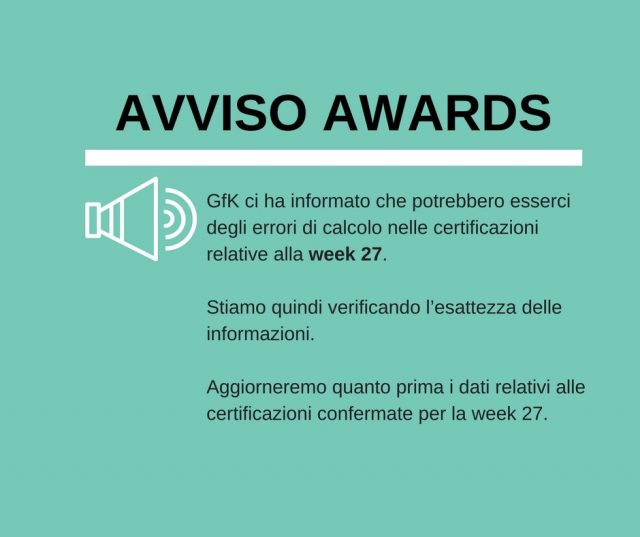 AVVISO AWARDS
GfK ci ha informato che potrebbero esserci
degli errori di calcolo nelle certificazioni
relative alla week 27.
Stiamo quindi verificando l’esattezza delle
informazioni.
Aggiorneremo quanto prima i dati relativi alle
certificazioni confermate per la week 27.